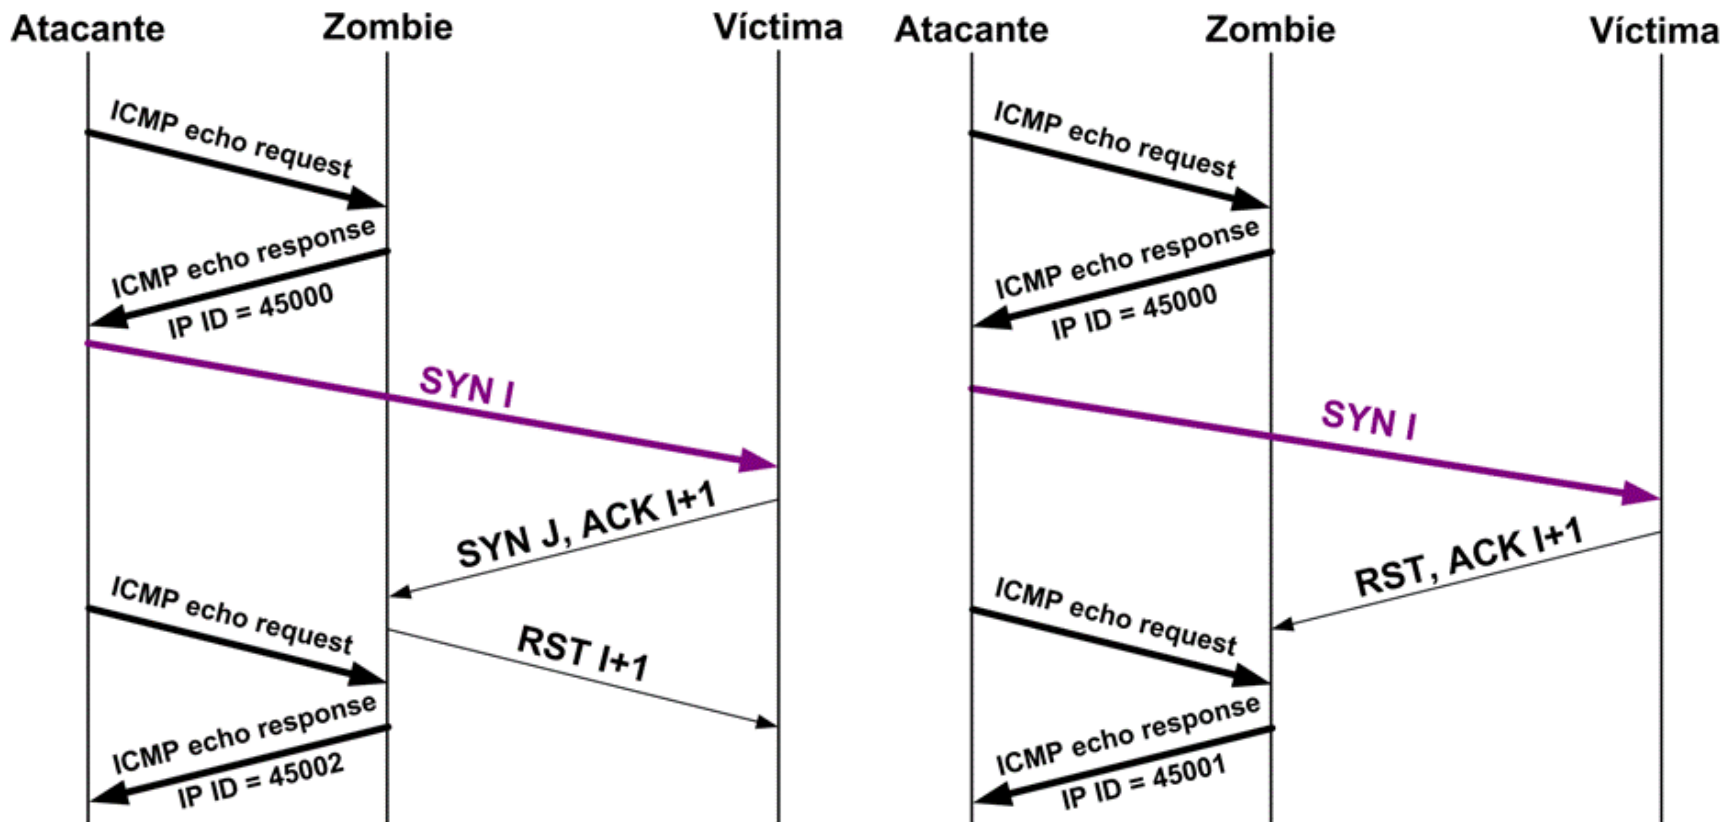 Atacante Zombie Víctima
ICMP echo request
ICMP echo response
IP ID = 45000
SYN I
SYN J, ACK I+1
ICMP echo request
RST I+1
ICMP echo response
IP ID = 45002
Atacante Zombie Víctima
ICMP echo request
ICMP echo response
IP ID = 45000
SYN I
RST, ACK I+1
ICMP echo request
ICMP echo response
IP ID = 45001